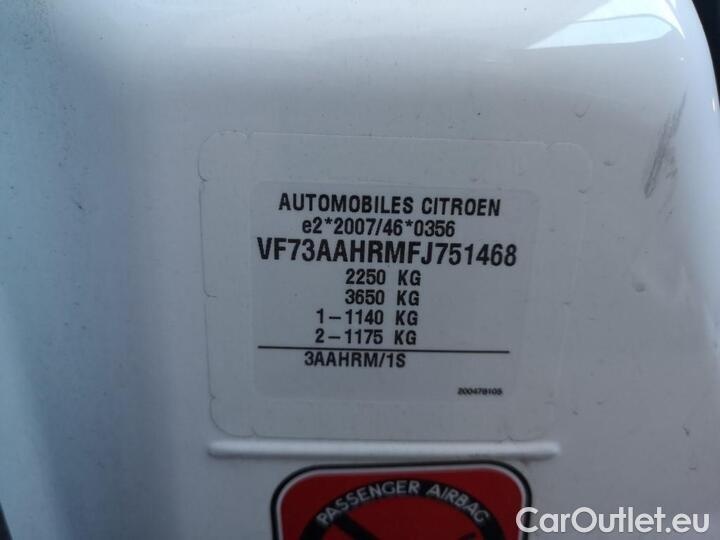 AUTOMOBILES CITROEN
e2*2007/46*0356
VF73AAHRMFJ751468
2250 KG
3650 KG
1-1140 KG
2-1175 KG
3AAHRM/1S
200478105
PASSENGER AIRBAG
CarOutlet.eu